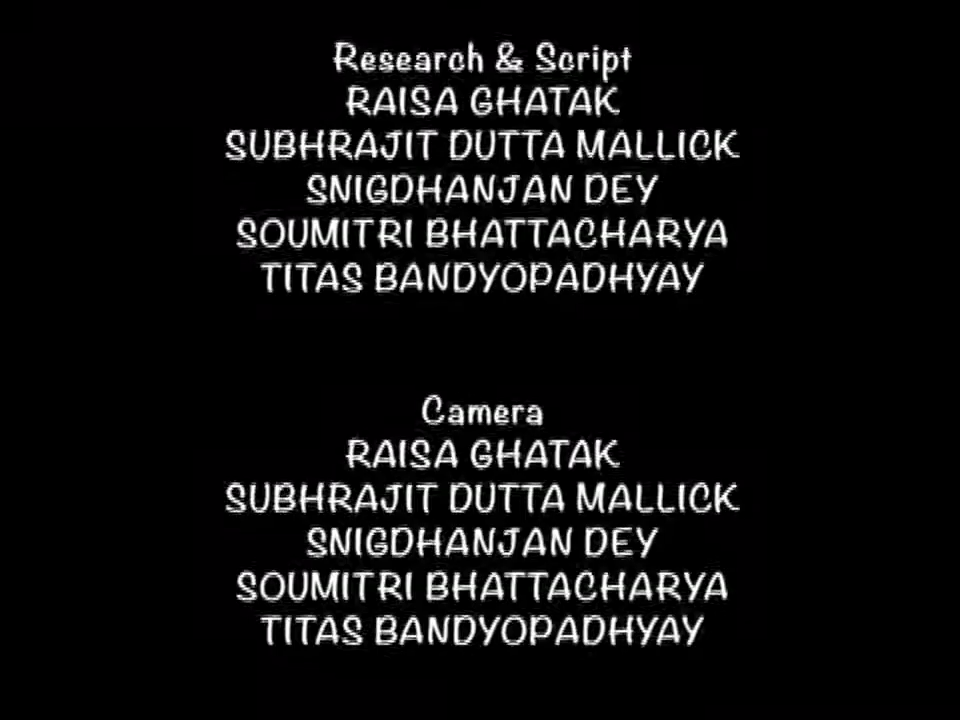 Research & Script
RAISA GHATAK
SUBHRAJIT DUTTA MALLICK
SNIGDHANJAN DEY
SOUMITRI BHATTACHARYA
TITAS BANDYOPADHYAY
Camera
RAISA GHATAK
SUBHRAJIT DUTTA MALLICK
SNIGDHANJAN DEY
SOUMITRI BHATTACHARYA
TITAS BANDYOPADHYAY